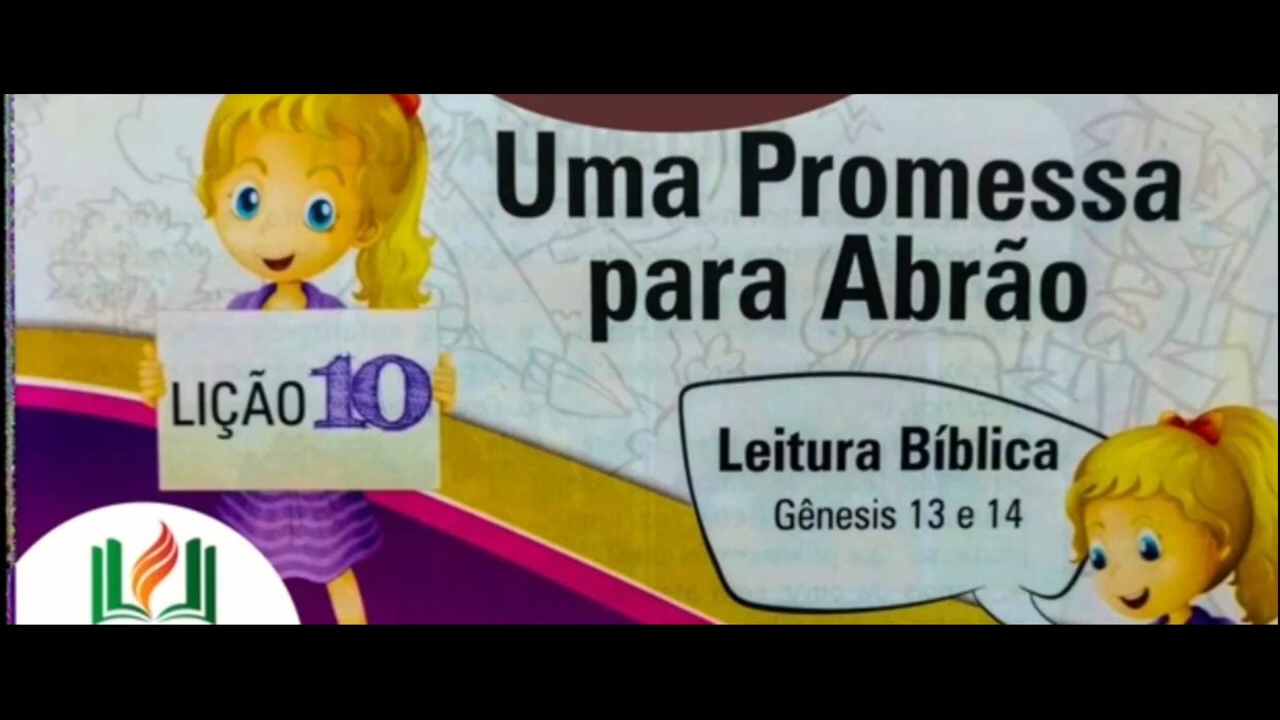 Uma Promessa
para Abrão
LIÇÃO 10
Leitura Bíblica
Gênesis 13 e 14